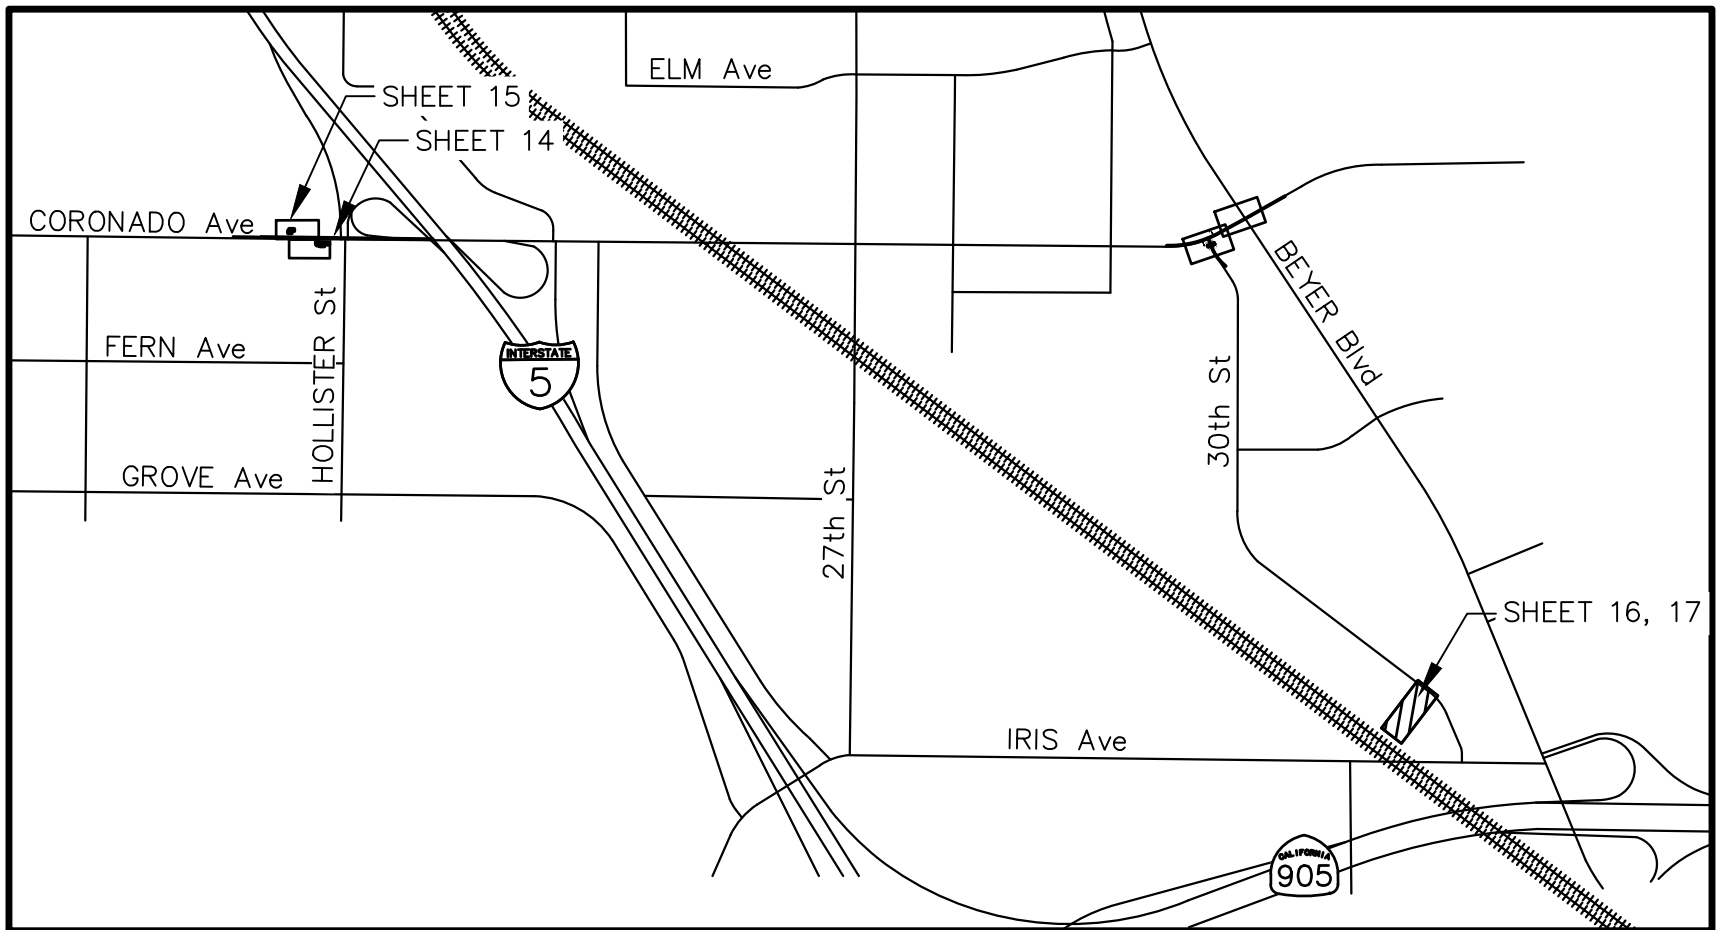 ELM Ave
SHEET 15
SHEET 14
CORONADO Ave
BEYER Blvd
HOLLISTER St
FERN Ave
INTERSTATE
5
30th St
GROVE Ave
27th St
SHEET 16, 17
IRIS Ave
CALIFORNIA
905